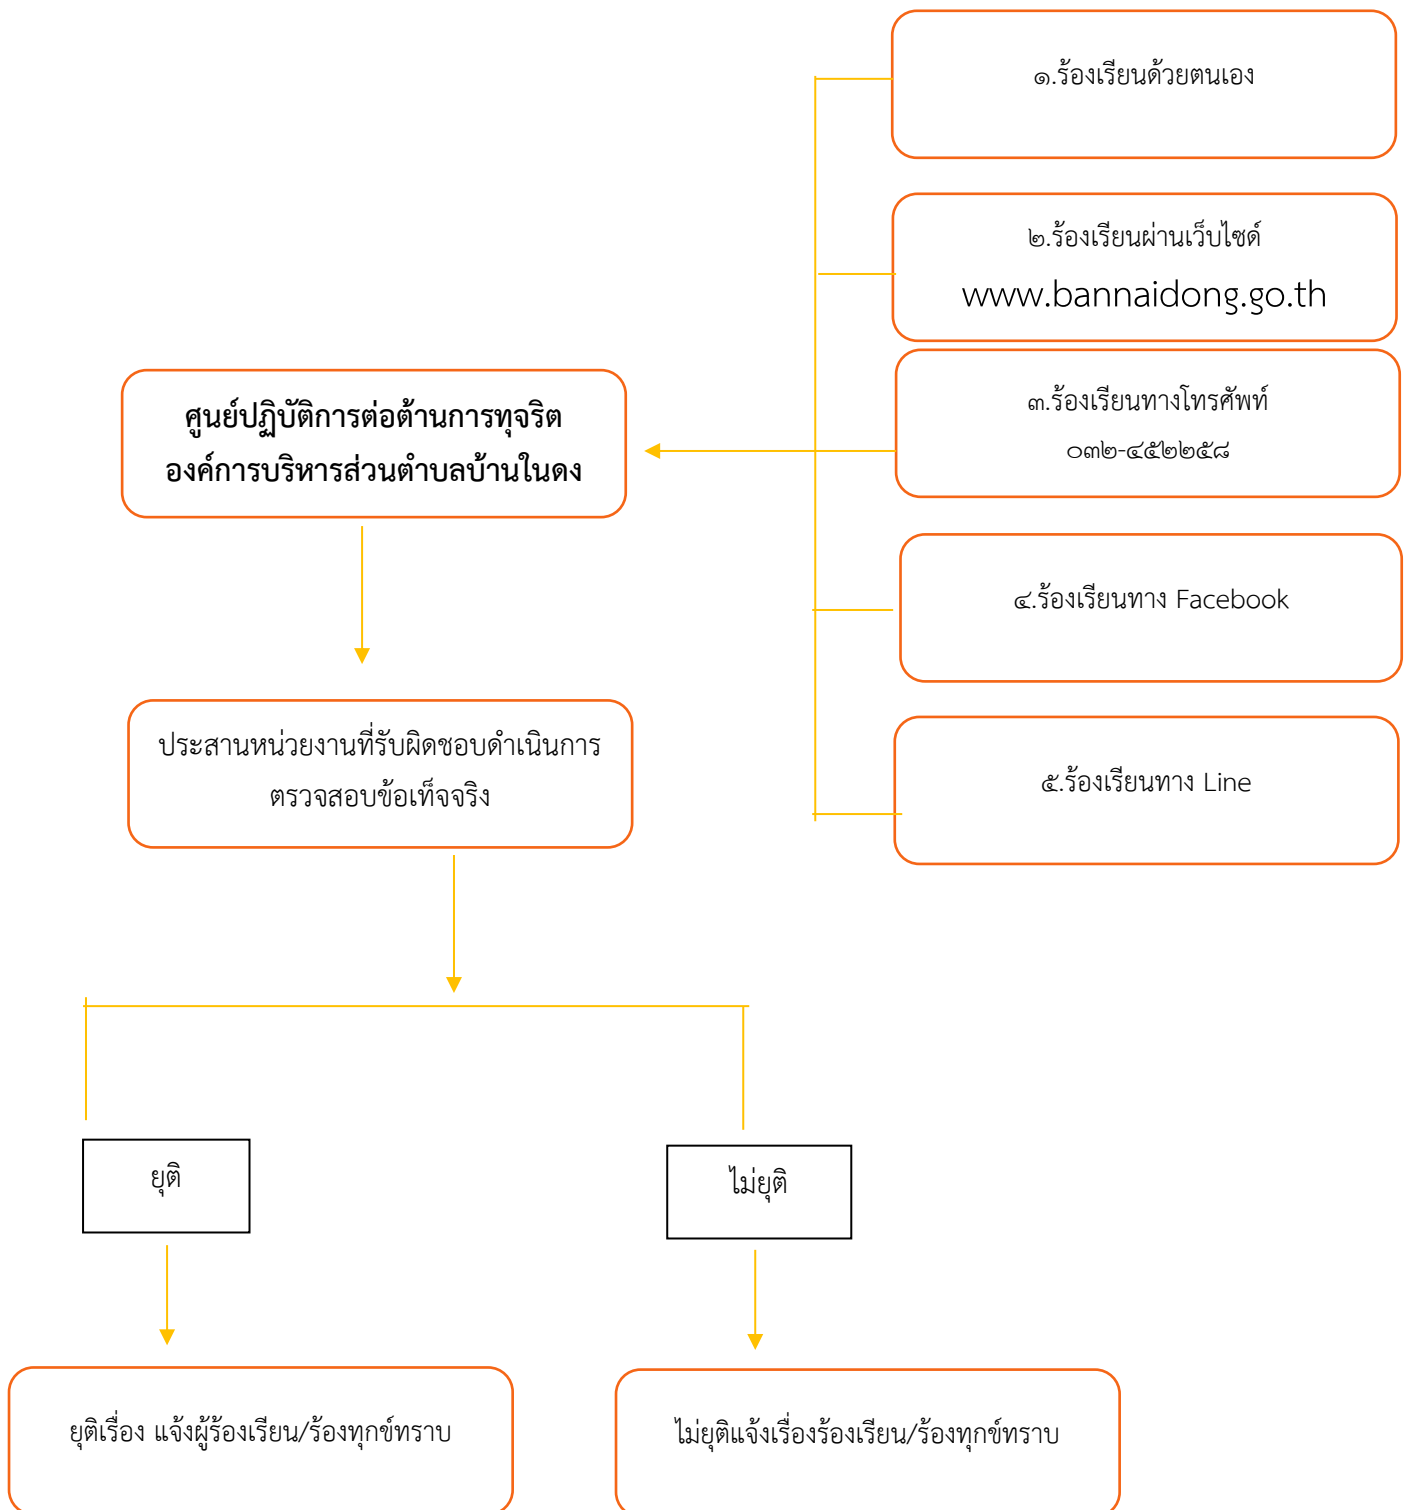 ๑.ร้องเรียนด้วยตนเอง
๒.ร้องเรียนผ่านเว็บไซด์
www.bannaidong.go.th
๓.ร้องเรียนทางโทรศัพท์
๐๓๒-๔๕๒๒๕๘
ศูนย์ปฏิบัติการต่อต้านการทุจริต
องค์การบริหารส่วนตำบลบ้านในดง
๔.ร้องเรียนทาง Facebook
๕.ร้องเรียนทาง Line
ประสานหน่วยงานที่รับผิดชอบดำเนินการ
ตรวจสอบข้อเท็จจริง
ยุติ
ไม่ยุติ
ยุติเรื่อง แจ้งผู้ร้องเรียน/ร้องทุกข์ทราบ
ไม่ยุติแจ้งเรื่องร้องเรียน/ร้องทุกข์ทราบ